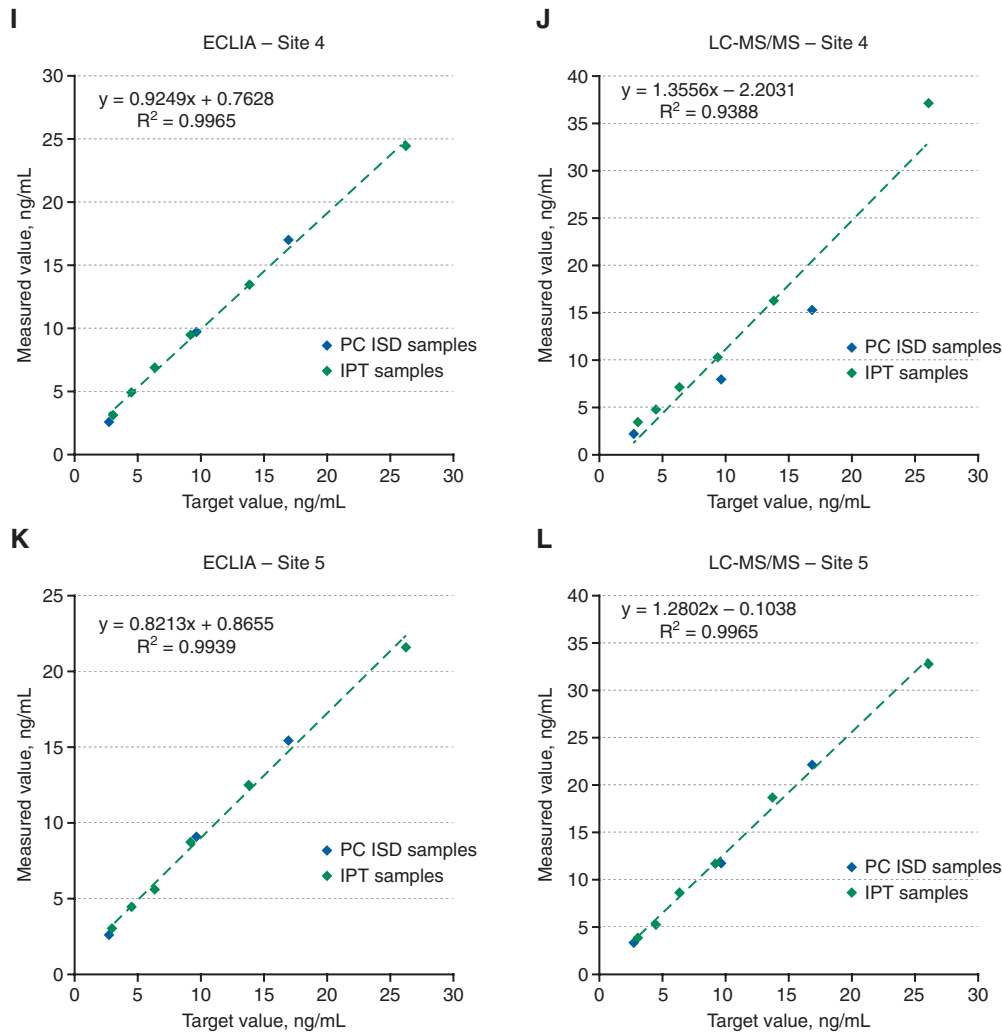 I
ECLIA – Site 4
y = 0.9249x + 0.7628
R² = 0.9965
Measured value, ng/mL
30
25
20
15
10
5
0
0 5 10 15 20 25 30
Target value, ng/mL
PC ISD samples
IPT samples
J
LC-MS/MS – Site 4
y = 1.3556x – 2.2031
R² = 0.9388
Measured value, ng/mL
40
35
30
25
20
15
10
5
0
0 5 10 15 20 25 30
Target value, ng/mL
PC ISD samples
IPT samples
K
ECLIA – Site 5
y = 0.8213x + 0.8655
R² = 0.9939
Measured value, ng/mL
25
20
15
10
5
0
0 5 10 15 20 25 30
Target value, ng/mL
PC ISD samples
IPT samples
L
LC-MS/MS – Site 5
y = 1.2802x – 0.1038
R² = 0.9965
Measured value, ng/mL
40
35
30
25
20
15
10
5
0
0 5 10 15 20 25 30
Target value, ng/mL
PC ISD samples
IPT samples